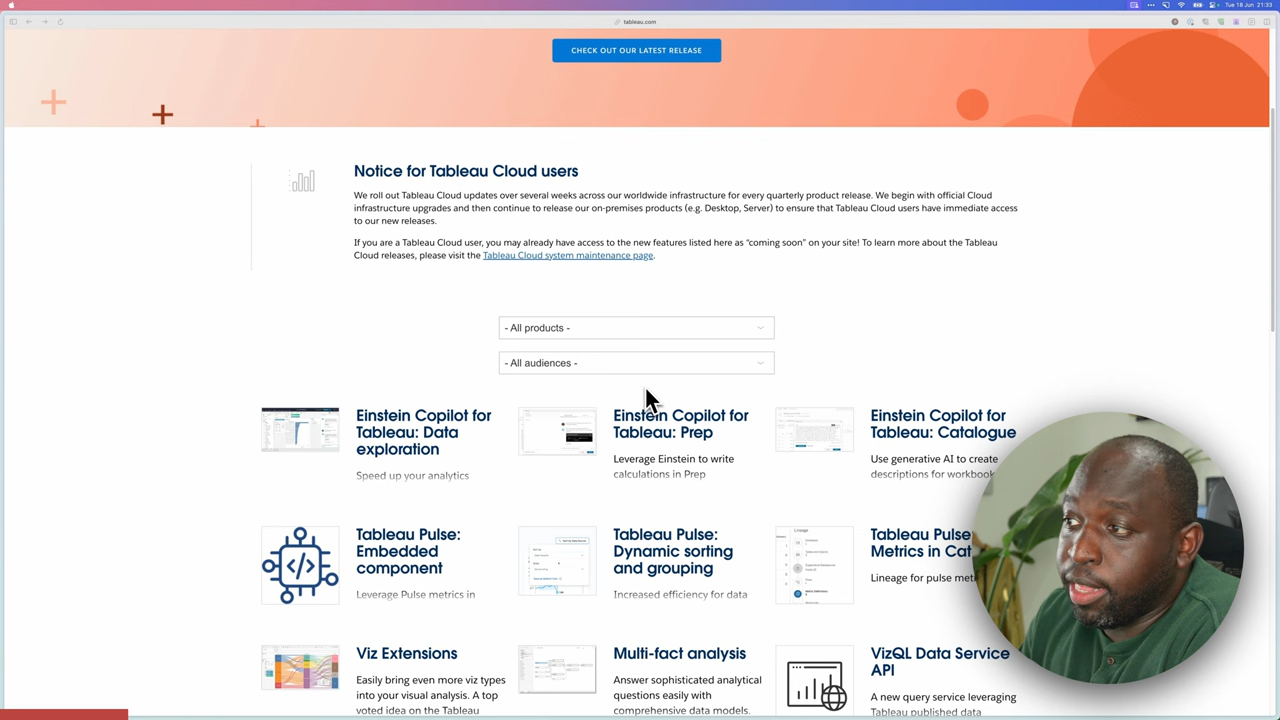 Tue 18 Jun 21:33
tableau.com
CHECK OUT OUR LATEST RELEASE
Notice for Tableau Cloud users
We roll out Tableau Cloud updates over several weeks across our worldwide infrastructure for every quarterly product release. We begin with official Cloud
infrastructure upgrades and then continue to release our on-premises products (e.g. Desktop, Server) to ensure that Tableau Cloud users have immediate access
to our new releases.
If you are a Tableau Cloud user, you may already have access to the new features listed here as “coming soon” on your site! To learn more about the Tableau
Cloud releases, please visit the Tableau Cloud system maintenance page.
- All products -
- All audiences -
Einstein Copilot for
Tableau: Data
exploration
Speed up your analytics
Einstein Copilot for
Tableau: Prep
Leverage Einstein to write
calculations in Prep
Einstein Copilot for
Tableau: Catalogue
Use generative AI to create
descriptions for workbook
Tableau Pulse:
Embedded
component
Leverage Pulse metrics in
Tableau Pulse:
Dynamic sorting
and grouping
Increased efficiency for data
Tableau Pulse
Metrics in Cat
Lineage for pulse met
Viz Extensions
Easily bring even more viz types
into your visual analysis. A top
voted idea on the Tableau
Multi-fact analysis
Answer sophisticated analytical
questions easily with
comprehensive data models.
VizQL Data Service
API
A new query service leveraging
Tableau published data